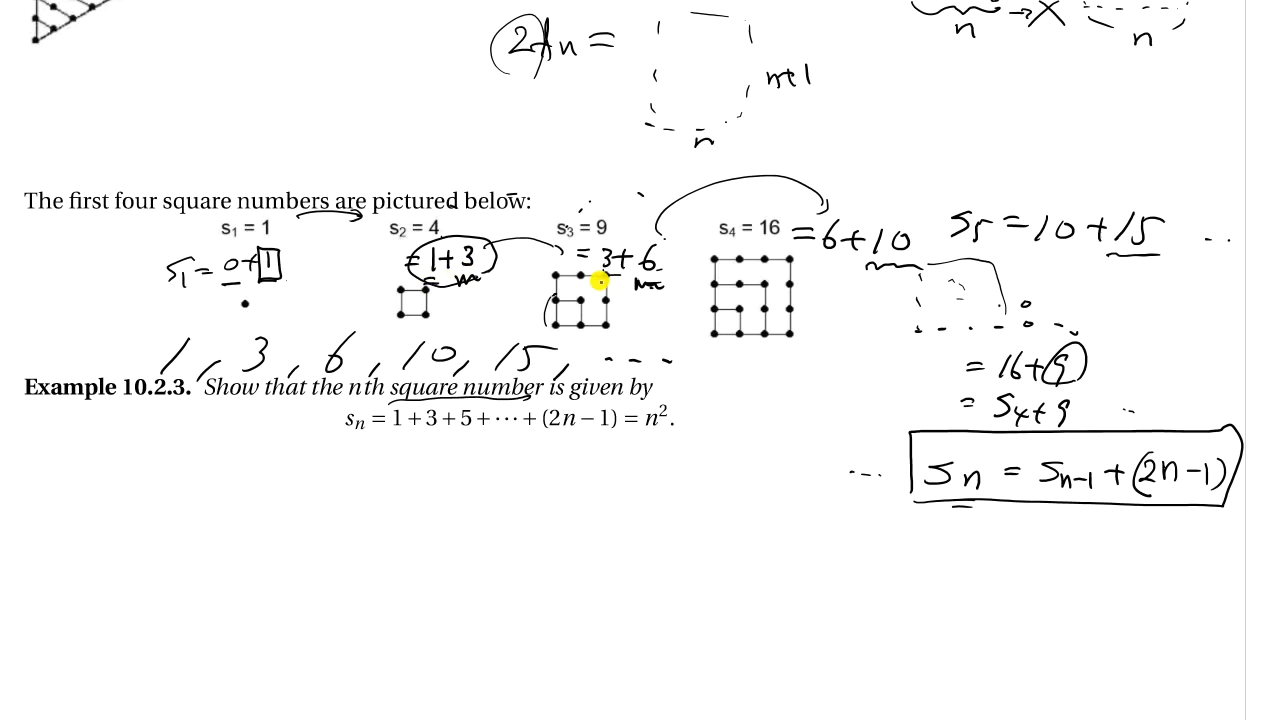 2tn =
n+1
n
n → X
n
The first four square numbers are pictured below:
s₁ = 1 s₂ = 4 s₃ = 9 s₄ = 16 = 6+10 S5 = 10 + 15 ...
S1 = 0+1 = 1+3 = 3+6
1, 3, 6, 10, 15, ...
= 16+9
Example 10.2.3. Show that the nth square number is given by
= S4+9
sₙ = 1+3+5+⋯+(2n−1) = n².
... Sn = Sn-1 + (2n-1)